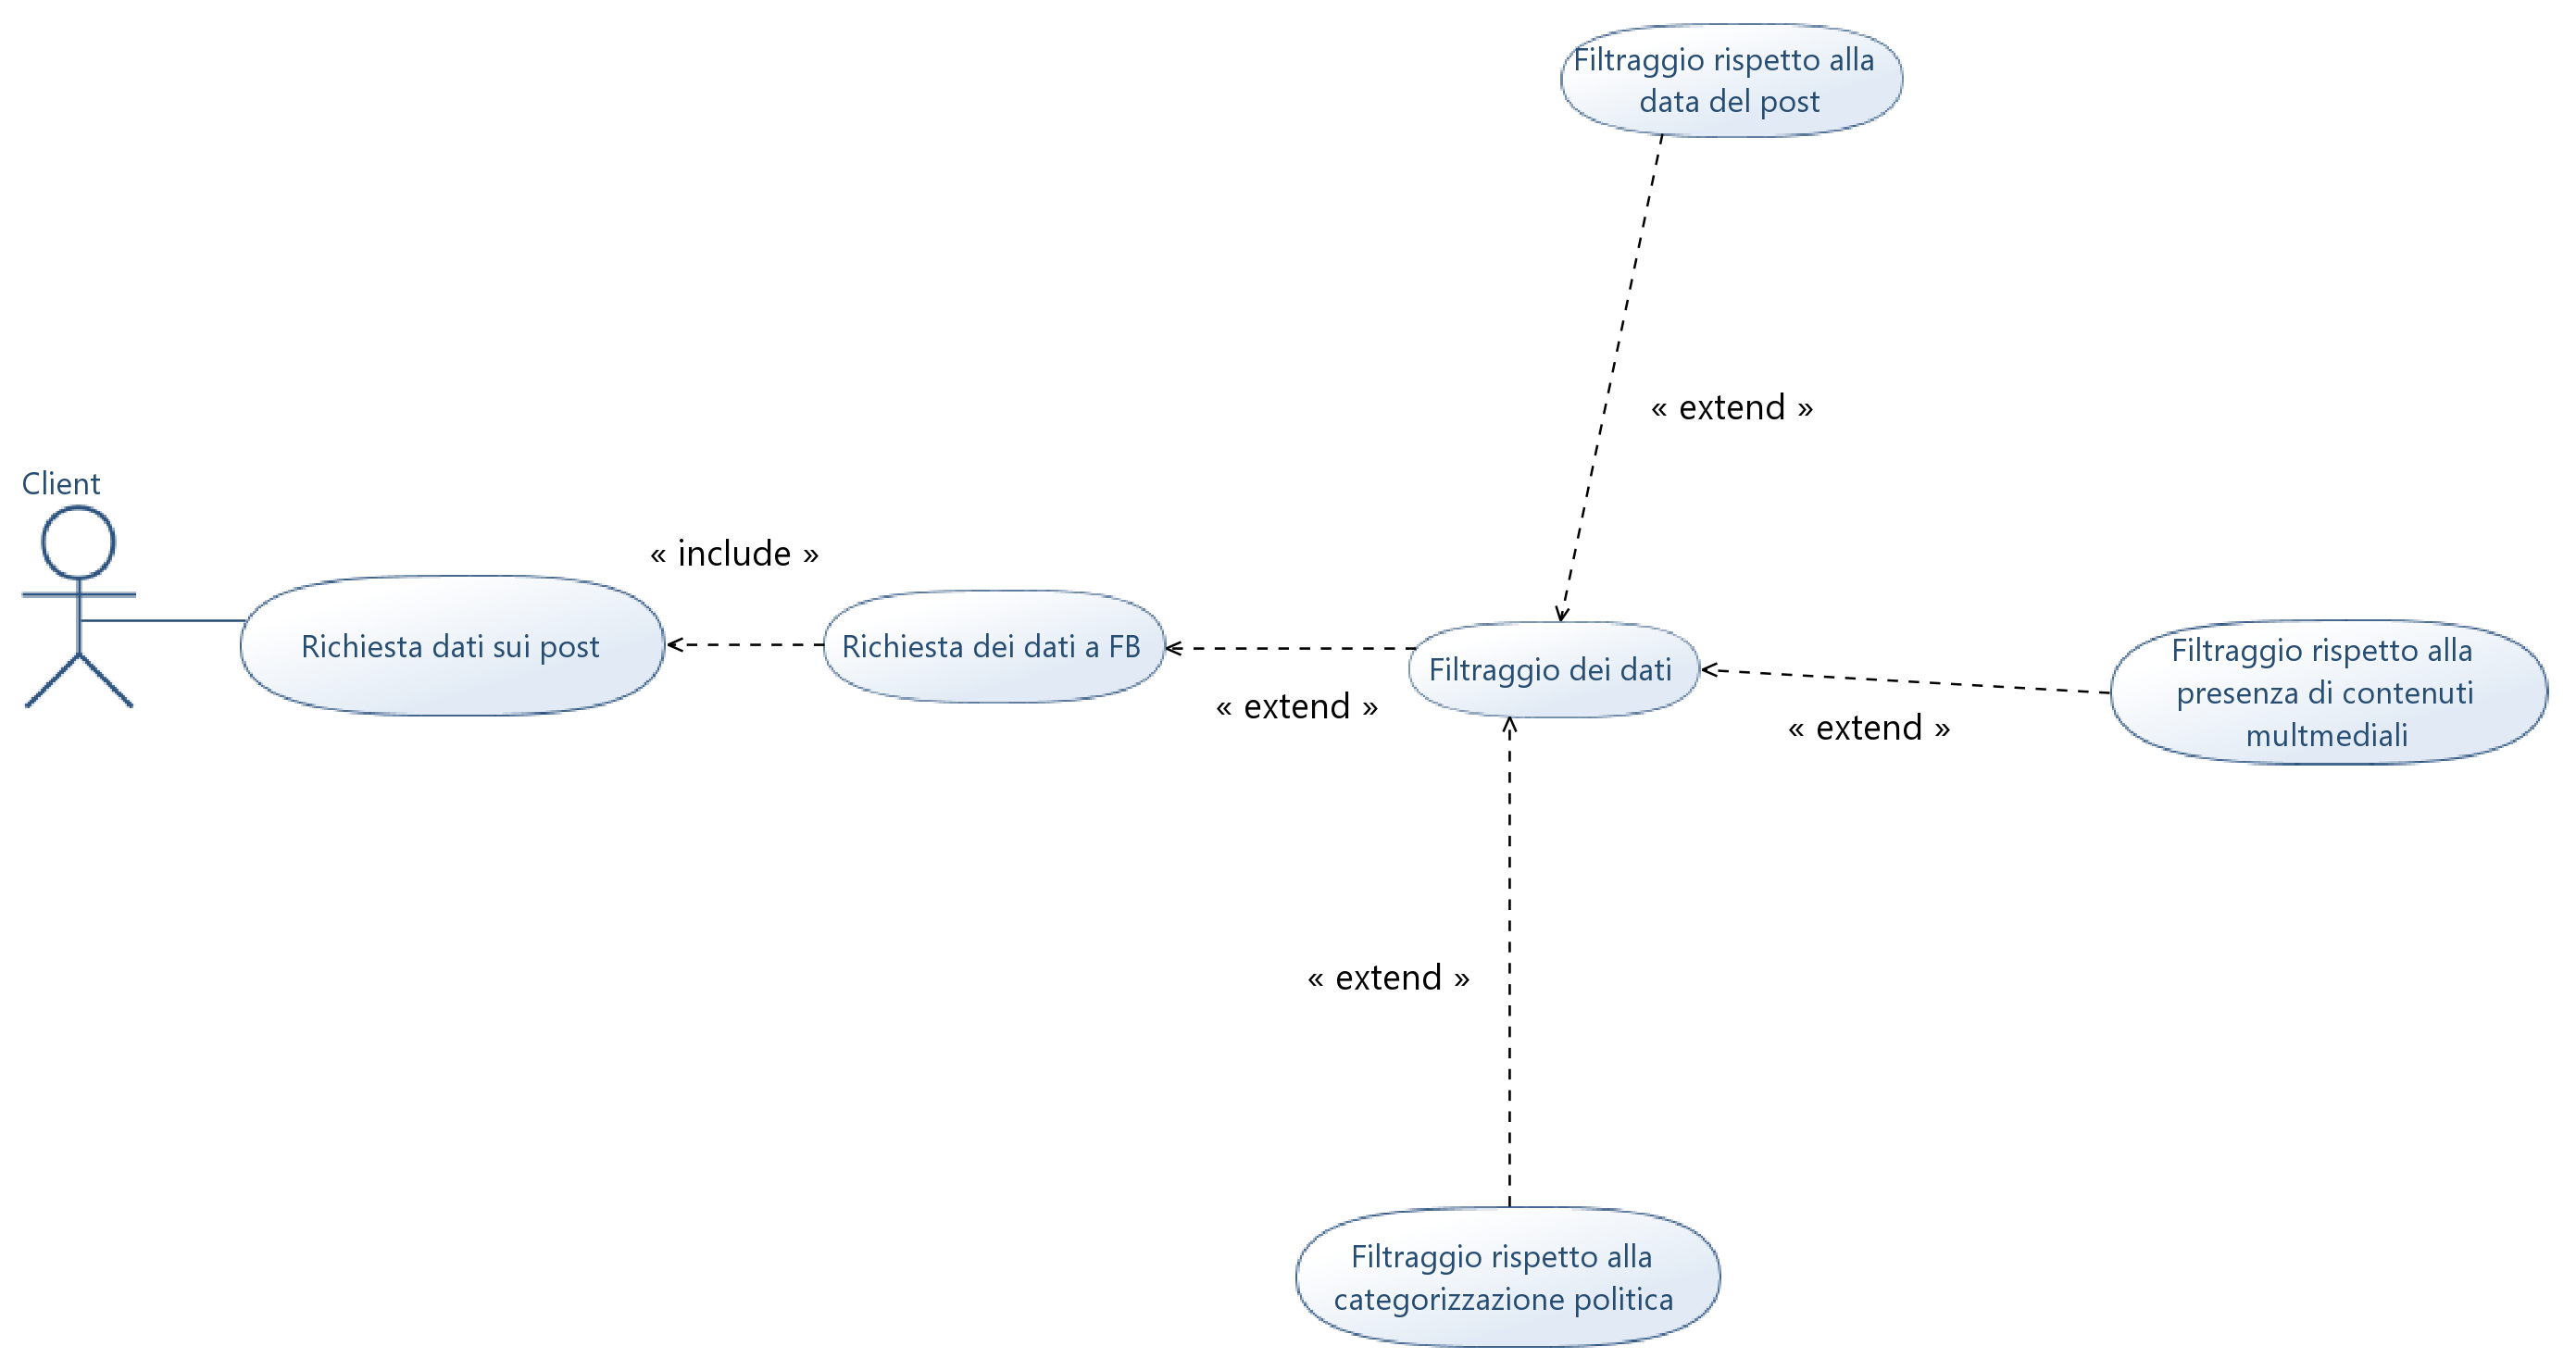 Filtraggio rispetto alla
data del post
« extend »
Client
« include »
Richiesta dati sui post
Richiesta dei dati a FB
« extend »
Filtraggio dei dati
« extend »
Filtraggio rispetto alla
presenza di contenuti
multmediali
« extend »
Filtraggio rispetto alla
categorizzazione politica